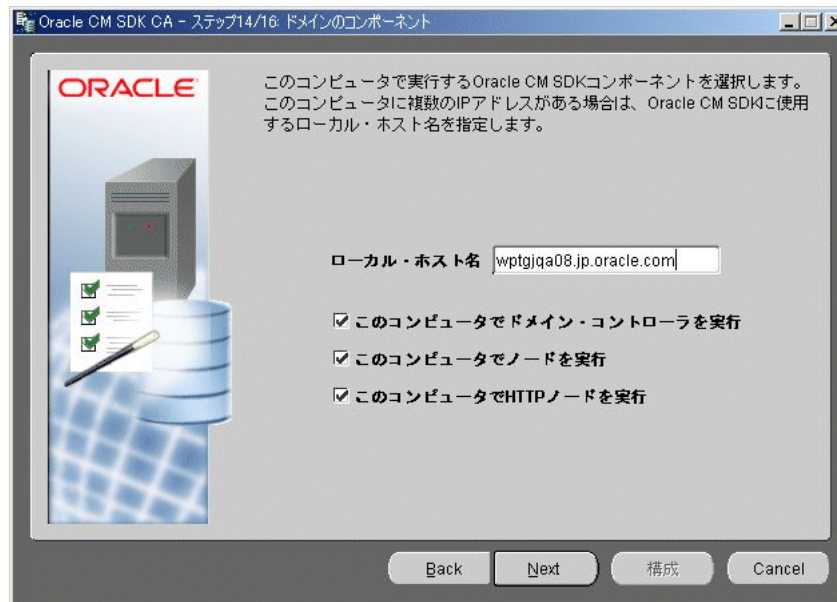 Oracle CM SDK CA - ステップ14/16: ドメインのコンポーネント
ORACLE
このコンピュータで実行するOracle CM SDKコンポーネントを選択します。
このコンピュータに複数のIPアドレスがある場合は、Oracle CM SDKに使用
するローカル・ホスト名を指定します。
ローカル・ホスト名 wptgjqa08.jp.oracle.com
このコンピュータでドメイン・コントローラを実行
このコンピュータでノードを実行
このコンピュータでHTTPノードを実行
Back Next 構成 Cancel